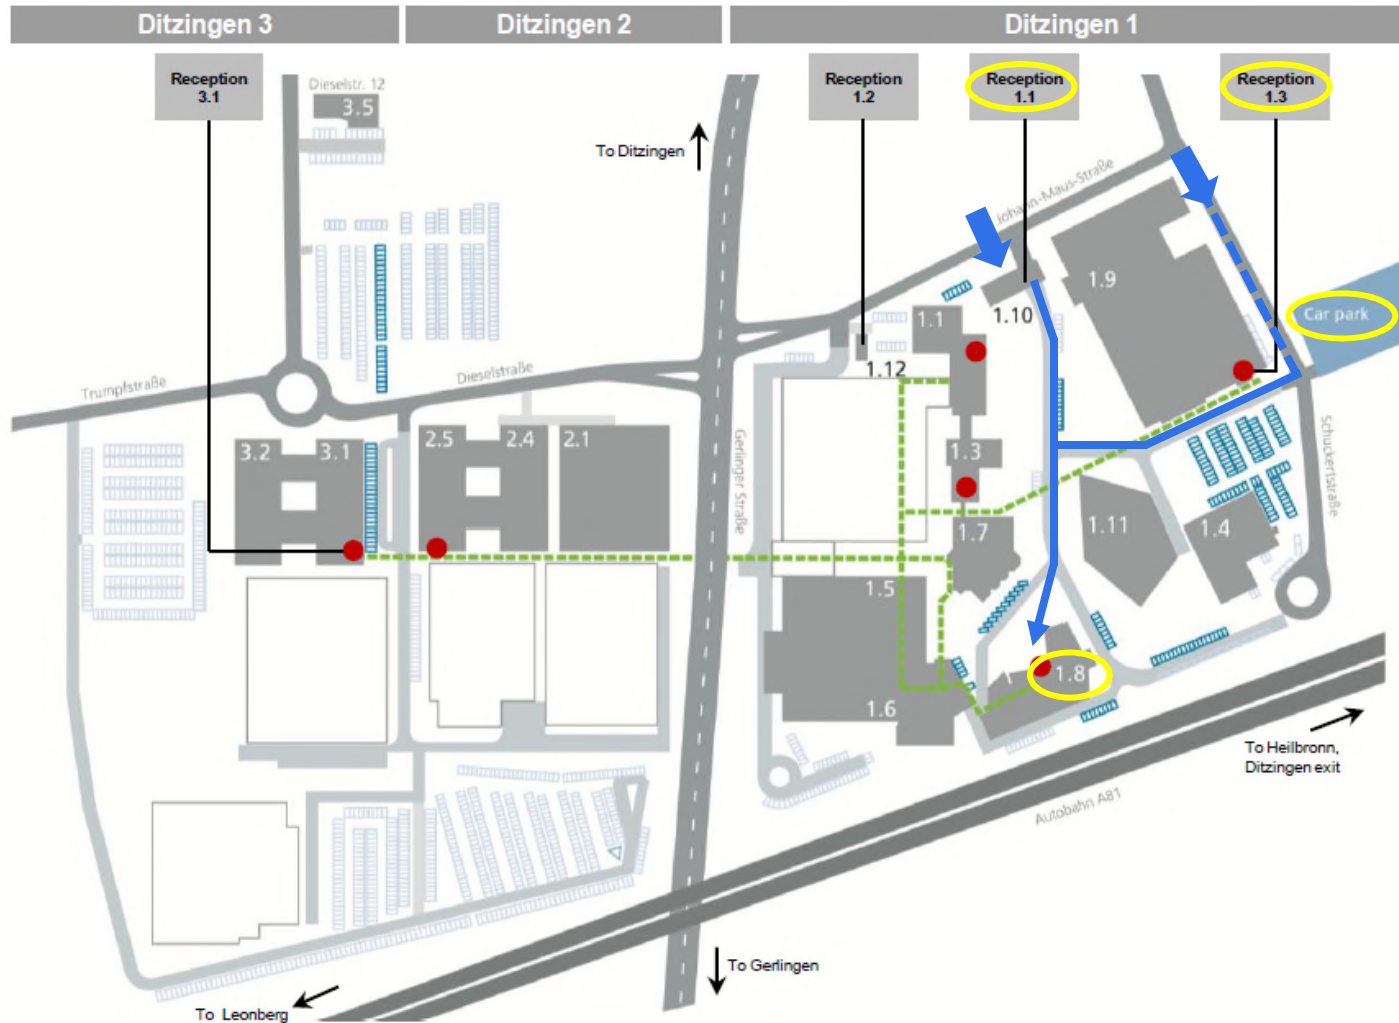 Ditzingen 3
Ditzingen 2
Ditzingen 1
Reception
3.1
Dieselstr. 12
3.5
Reception
1.2
Reception
1.1
Reception
1.3
To Ditzingen
Johann-Maus-Straße
1.9
1.10
1.1
Car park
1.12
Trumpfstraße
Dieselstraße
3.2
3.1
2.5
2.4
2.1
Gerlinger Straße
1.3
Schuckertstraße
1.7
1.11
1.4
1.5
1.8
1.6
To Heilbronn,
Ditzingen exit
Autobahn A81
To Gerlingen
To Leonberg